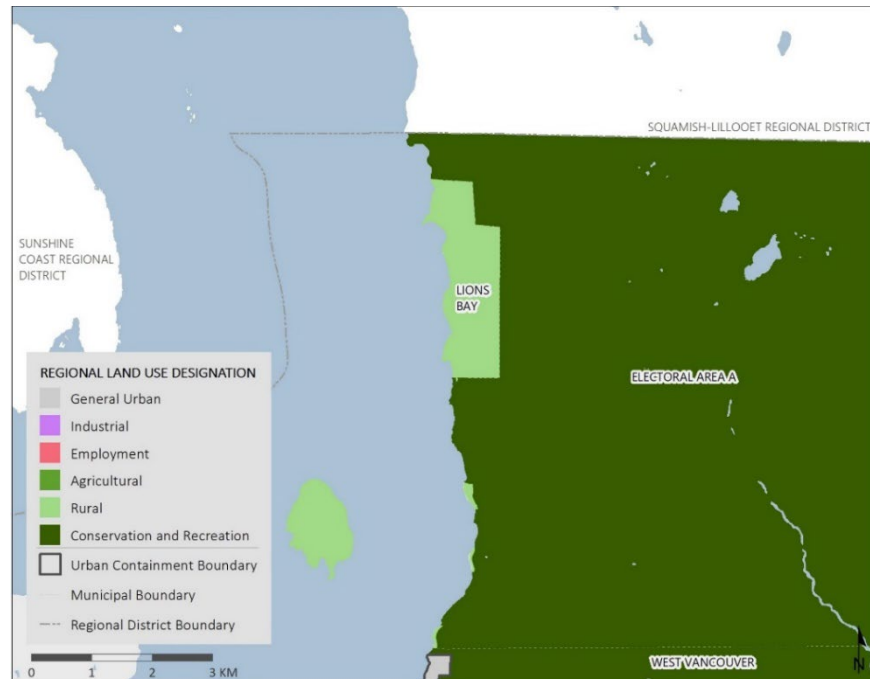 SQUAMISH-LILLOOET REGIONAL DISTRICT
SUNSHINE
COAST REGIONAL
DISTRICT
LIONS
BAY
ELECTORAL AREA A
REGIONAL LAND USE DESIGNATION
General Urban
Industrial
Employment
Agricultural
Rural
Conservation and Recreation
Urban Containment Boundary
Municipal Boundary
Regional District Boundary
WEST VANCOUVER
N
0 1 2 3 KM